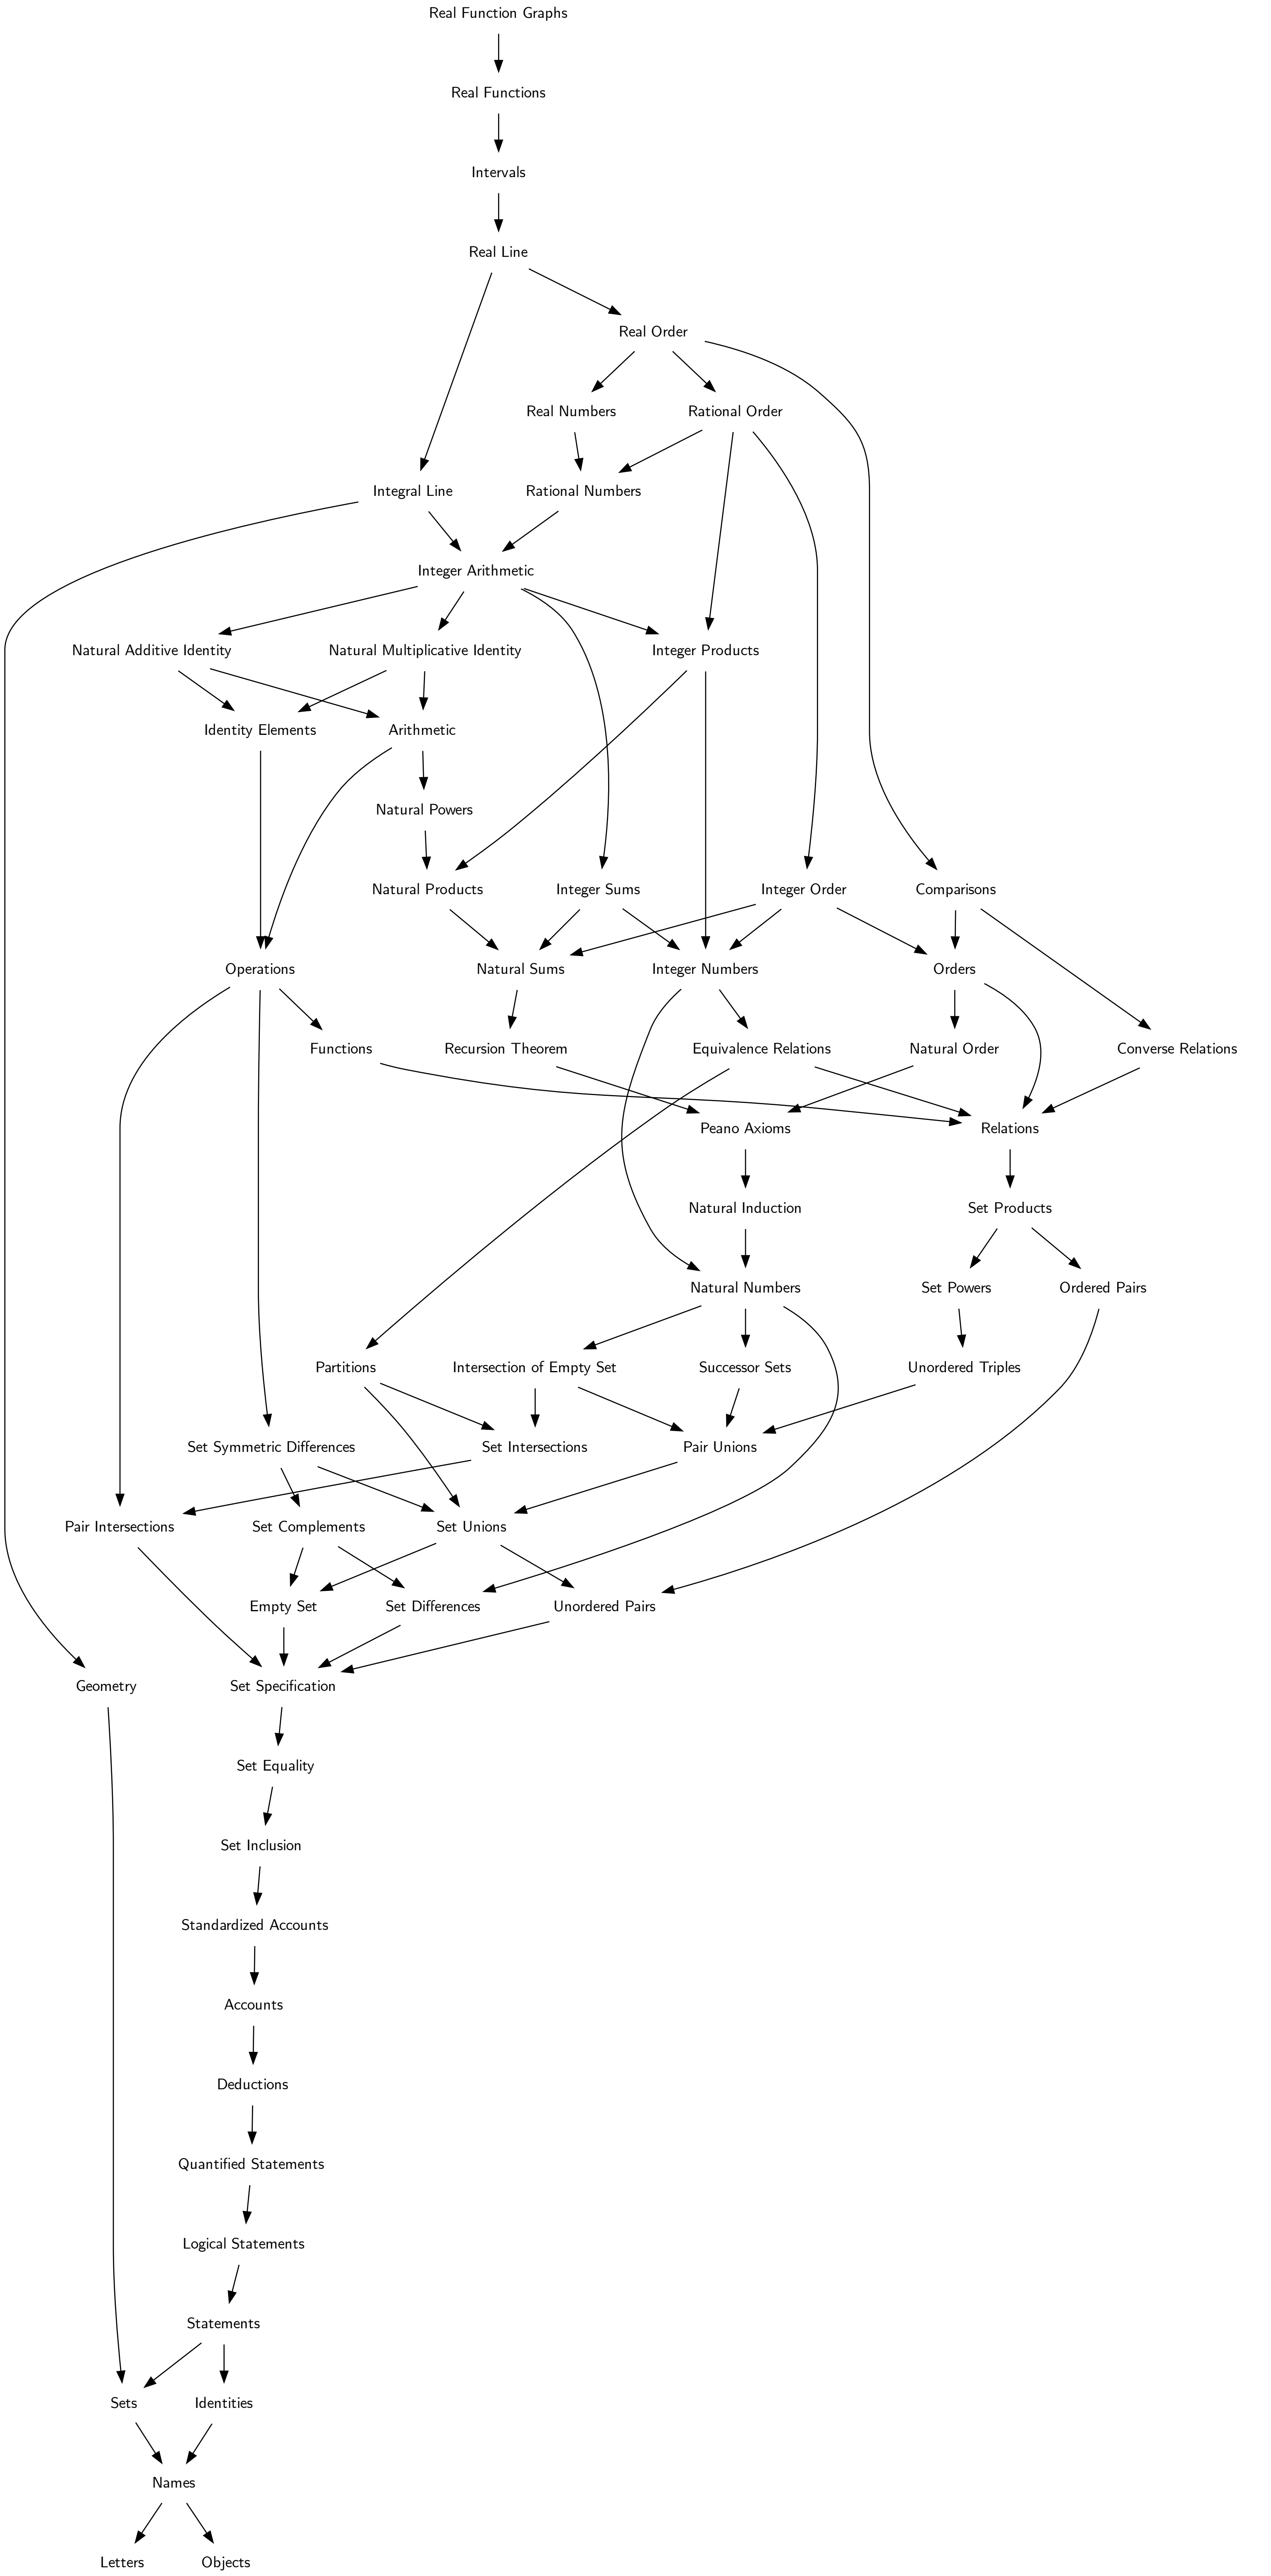 Real Function Graphs
Real Functions
Intervals
Real Line
Real Order
Real Numbers
Rational Order
Integral Line
Rational Numbers
Integer Arithmetic
Natural Additive Identity
Natural Multiplicative Identity
Integer Products
Identity Elements
Arithmetic
Natural Powers
Natural Products
Integer Sums
Integer Order
Comparisons
Operations
Natural Sums
Integer Numbers
Orders
Functions
Recursion Theorem
Equivalence Relations
Natural Order
Converse Relations
Peano Axioms
Relations
Natural Induction
Set Products
Natural Numbers
Set Powers
Ordered Pairs
Partitions
Intersection of Empty Set
Successor Sets
Unordered Triples
Set Symmetric Differences
Set Intersections
Pair Unions
Pair Intersections
Set Complements
Set Unions
Empty Set
Set Differences
Unordered Pairs
Geometry
Set Specification
Set Equality
Set Inclusion
Standardized Accounts
Accounts
Deductions
Quantified Statements
Logical Statements
Statements
Sets
Identities
Names
Letters
Objects